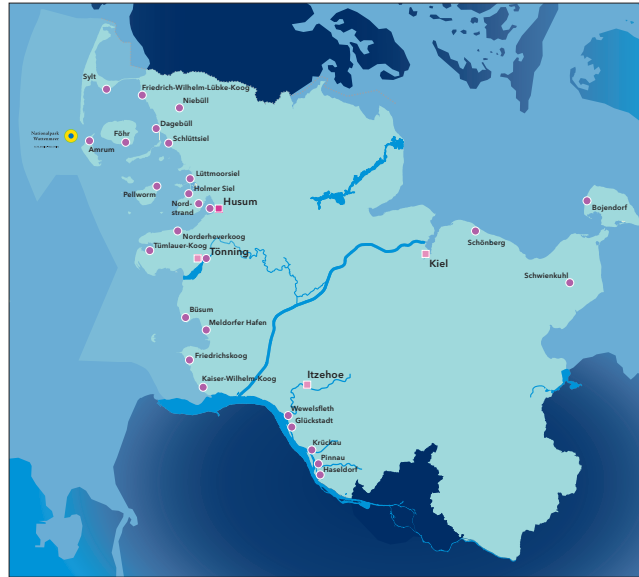 Sylt
Friedrich-Wilhelm-Lübke-Koog
Niebüll
Dagebüll
Nationalpark
Wattenmeer
Föhr
Schlüttsiel
Amrum
Lüttmoorsiel
Pellworm
Holmer Siel
Nord-
strand
Husum
Bojendorf
Norderheverkoog
Schönberg
Tümlauer-Koog
Tönning
Kiel
Schwienkuhl
Büsum
Meldorfer Hafen
Friedrichskoog
Itzehoe
Kaiser-Wilhelm-Koog
Wewelsfleth
Glückstadt
Krückau
Pinnau
Haseldorf